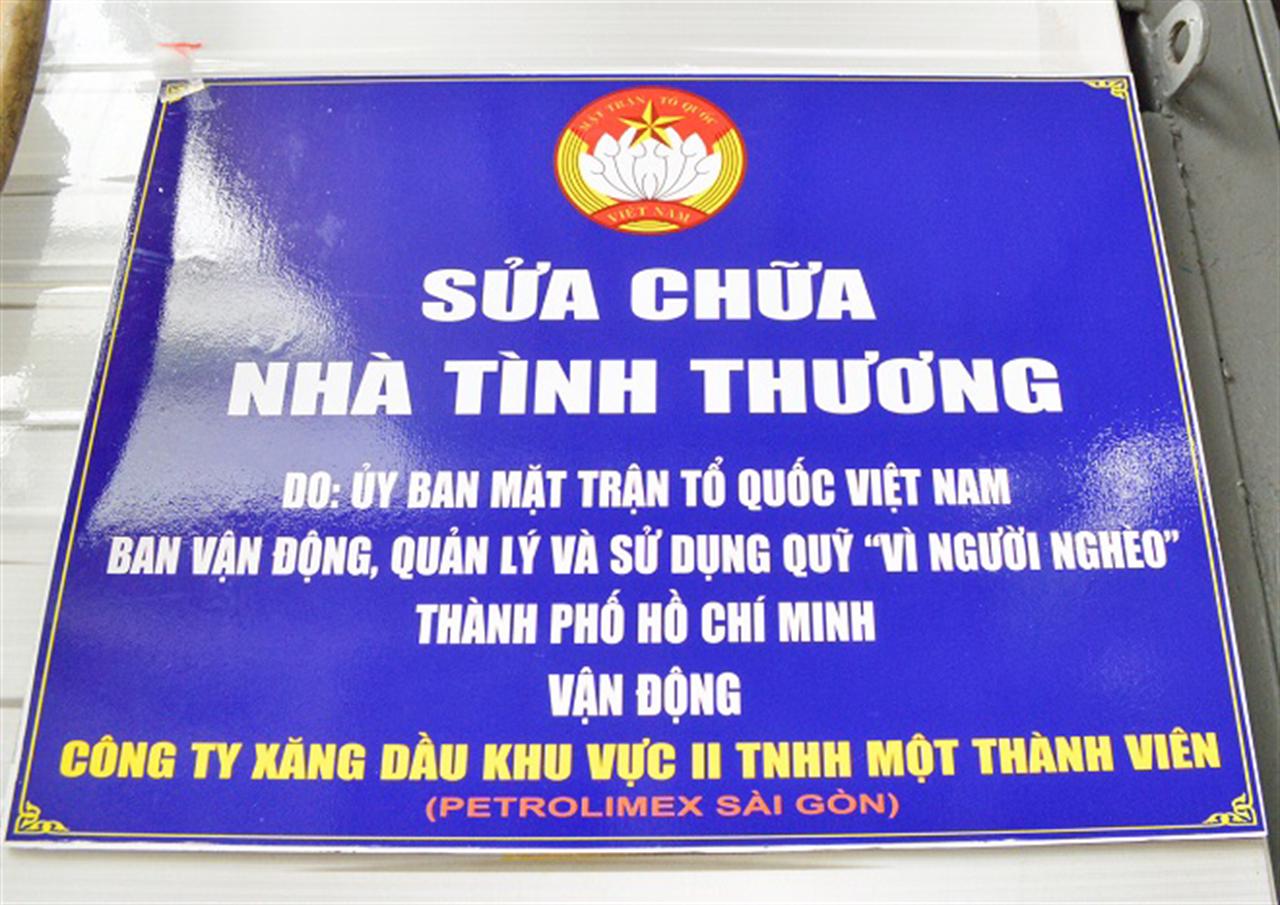 MẶT TRẬN TỔ QUỐC
VIỆT NAM
SỬA CHỮA
NHÀ TÌNH THƯƠNG
DO: ỦY BAN MẶT TRẬN TỔ QUỐC VIỆT NAM
BAN VẬN ĐỘNG, QUẢN LÝ VÀ SỬ DỤNG QUỸ “VÌ NGƯỜI NGHÈO”
THÀNH PHỐ HỒ CHÍ MINH
VẬN ĐỘNG
CÔNG TY XĂNG DẦU KHU VỰC II TNHH MỘT THÀNH VIÊN
(PETROLIMEX SÀI GÒN)